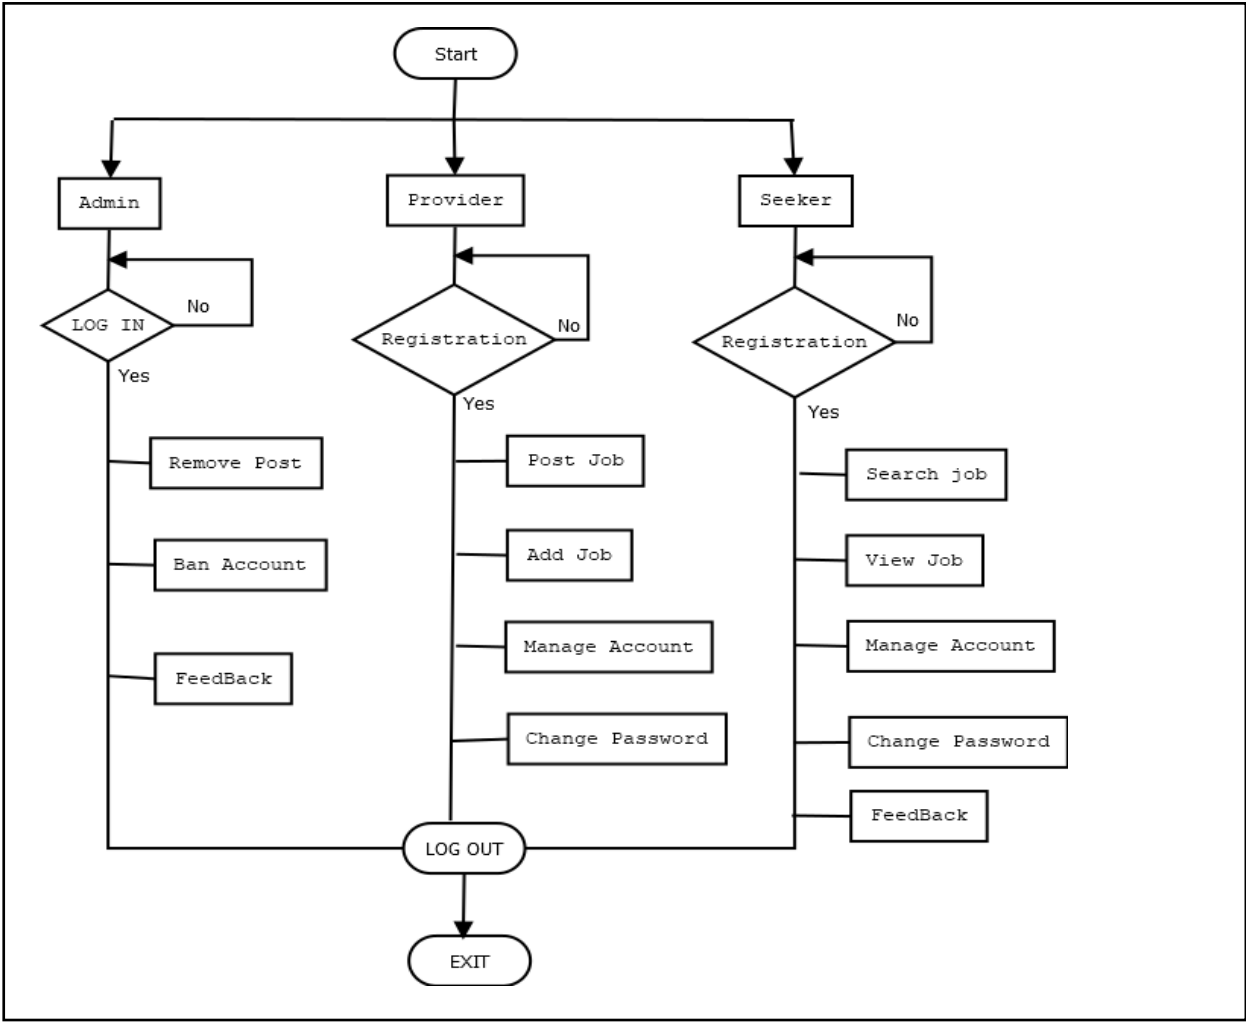 Start
Admin
Provider
Seeker
LOG IN
No
Yes
Registration
No
Yes
Registration
No
Yes
Remove Post
Ban Account
FeedBack
Post Job
Add Job
Manage Account
Change Password
Search job
View Job
Manage Account
Change Password
FeedBack
LOG OUT
EXIT